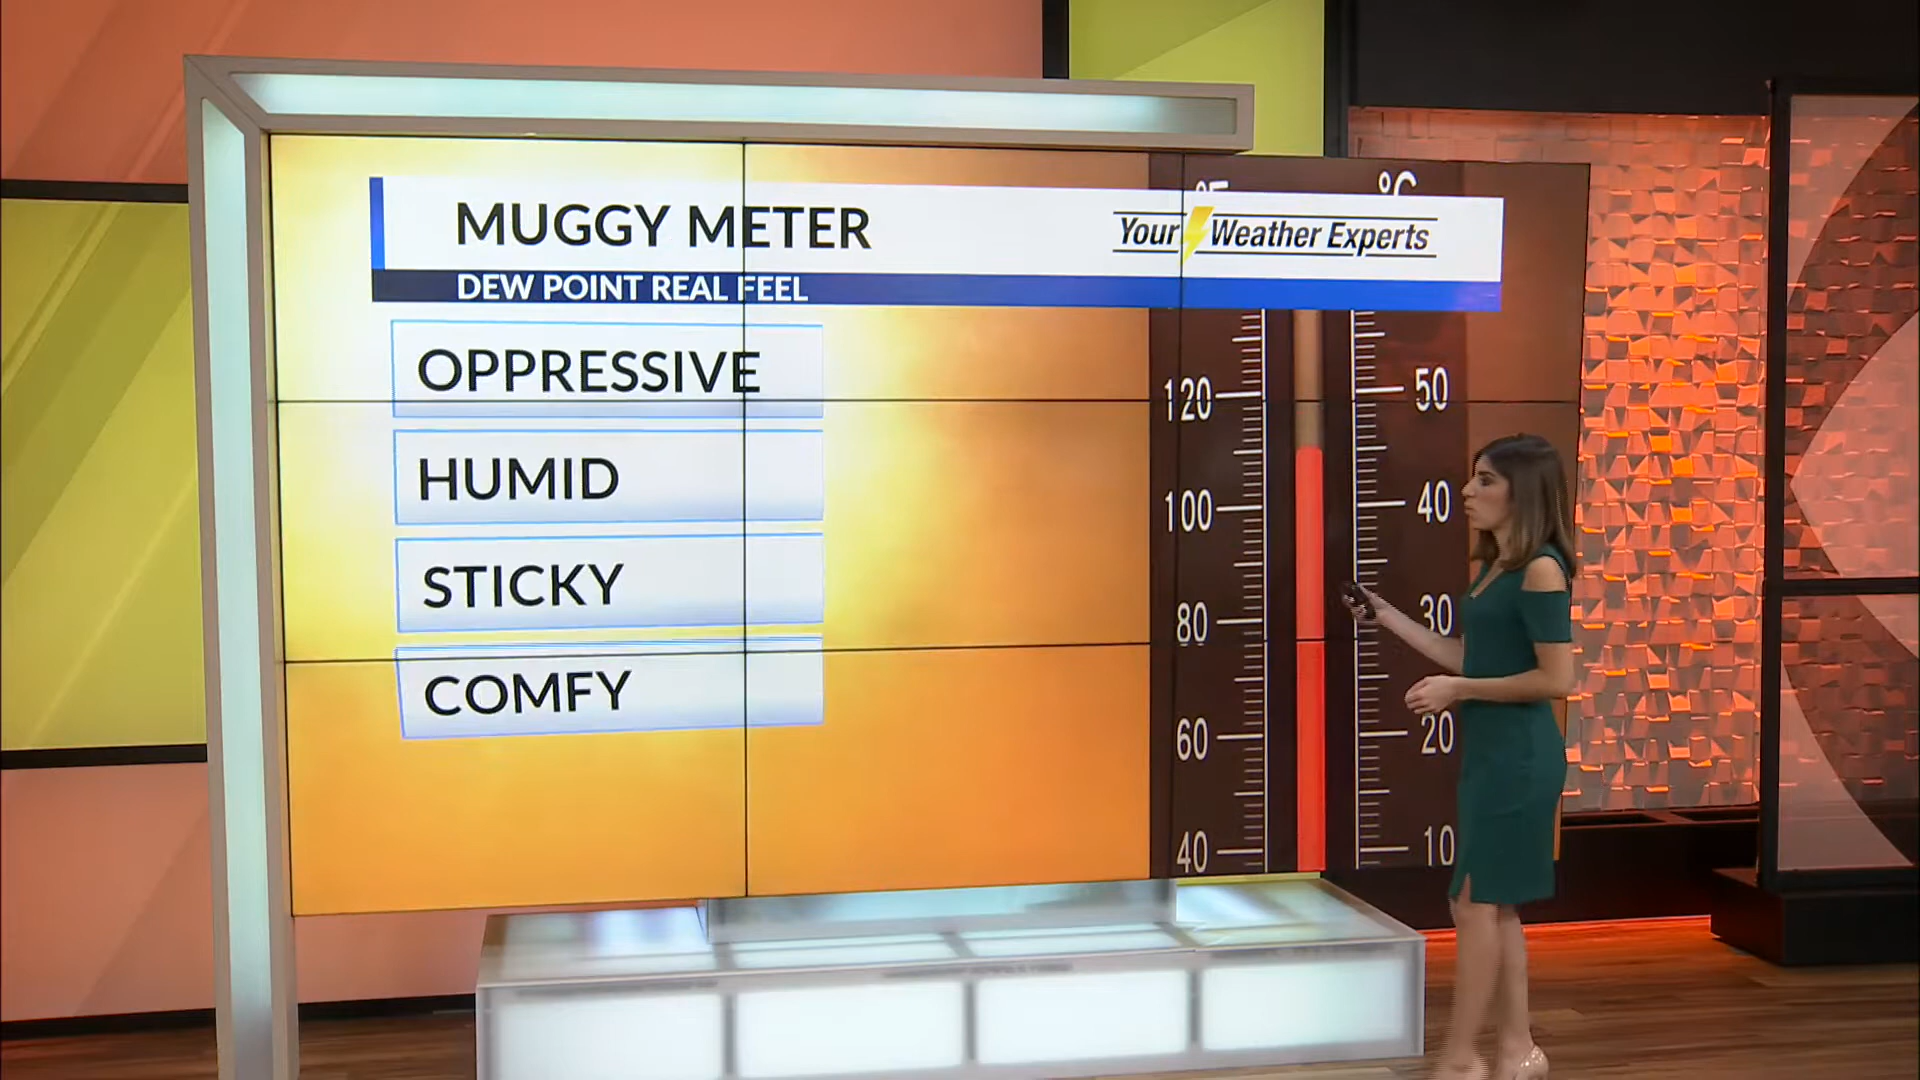 °F °C
MUGGY METER
Your Weather Experts
DEW POINT REAL FEEL
OPPRESSIVE
HUMID
STICKY
COMFY
120 50
100 40
80 30
60 20
40 10